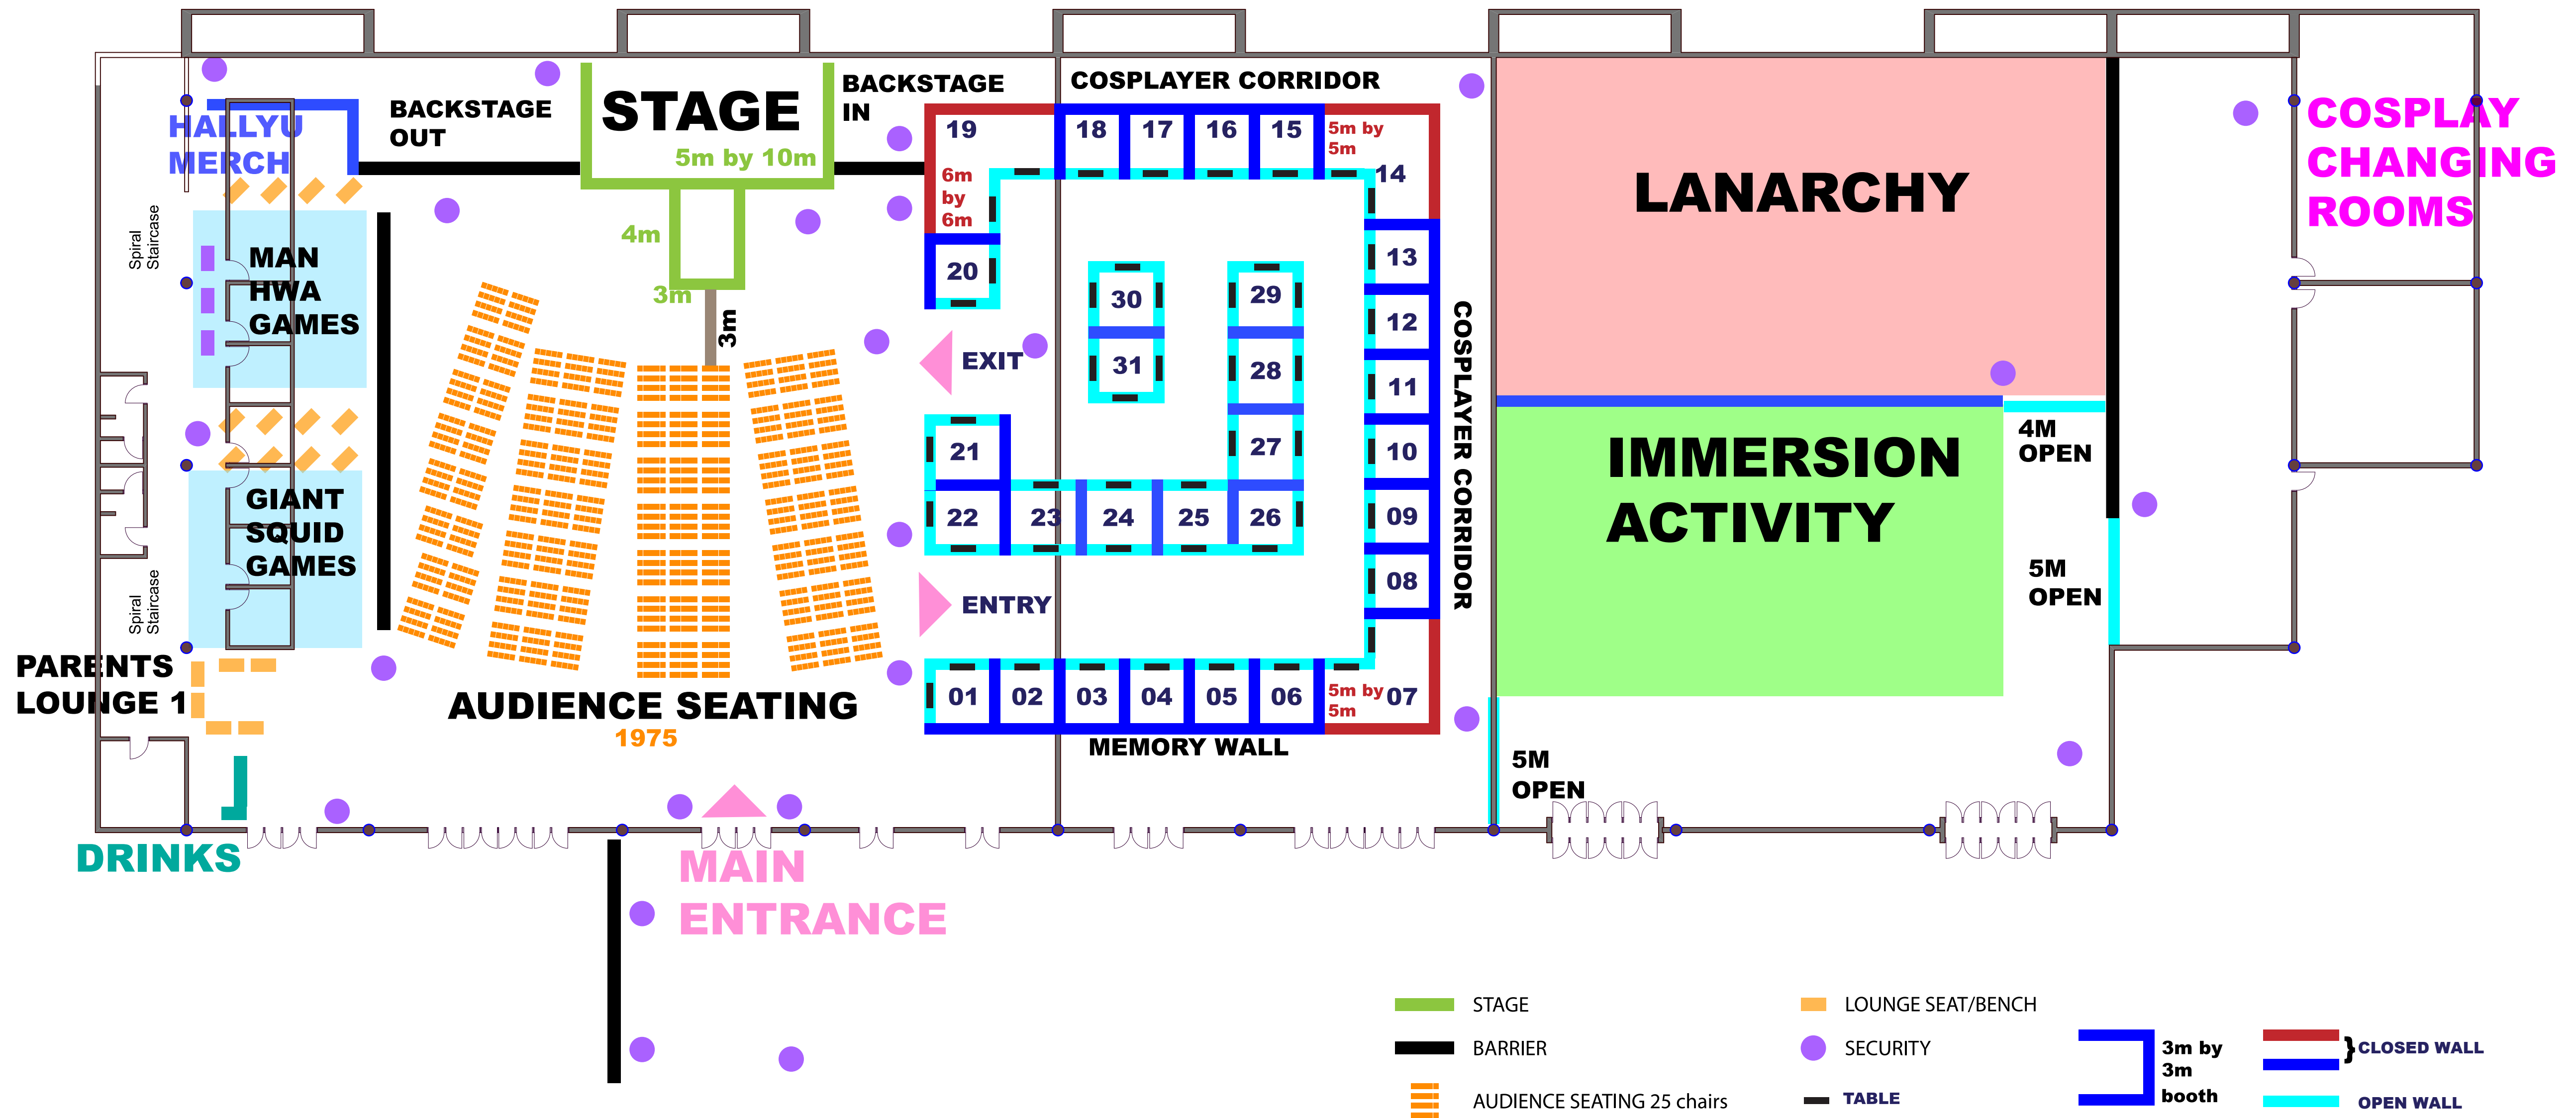 COSPLAYER CORRIDOR
BACKSTAGE
IN
BACKSTAGE
OUT
STAGE
5m by 10m
HALLYU
MERCH
4m
3m
3m
Spiral
Staircase
MAN
HWA
GAMES
GIANT
SQUID
GAMES
Spiral
Staircase
PARENTS
LOUNGE 1
DRINKS
AUDIENCE SEATING
1975
MAIN
ENTRANCE
19
18
17
16
15
5m by
5m
14
6m
by
6m
20
13
12
11
10
09
08
30
31
29
28
27
EXIT
21
22
23
24
25
26
ENTRY
01
02
03
04
05
06
5m by
5m
07
MEMORY WALL
COSPLAYER CORRIDOR
LANARCHY
IMMERSION
ACTIVITY
4M
OPEN
5M
OPEN
5M
OPEN
COSPLAY
CHANGING
ROOMS
STAGE
BARRIER
AUDIENCE SEATING 25 chairs
LOUNGE SEAT/BENCH
SECURITY
TABLE
3m by
3m
booth
} CLOSED WALL
OPEN WALL